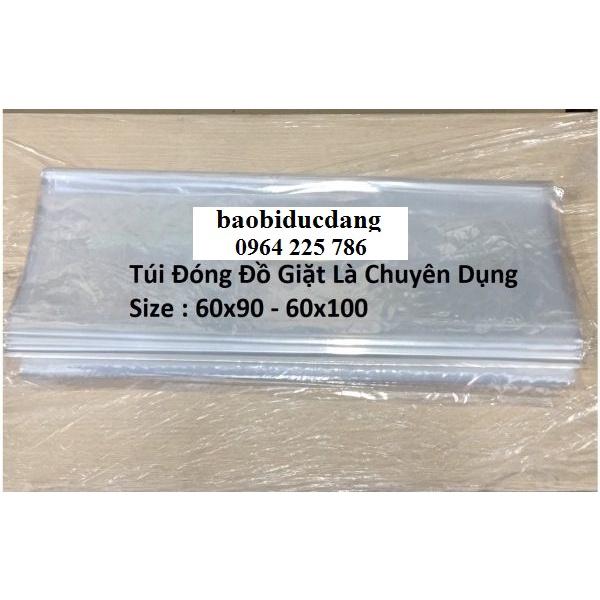 baobiducdang
0964 225 786
Túi Đóng Đồ Giặt Là Chuyên Dụng
Size : 60x90 - 60x100